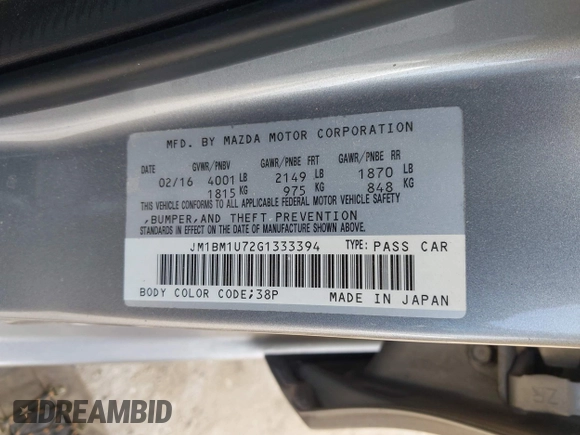 MFD. BY MAZDA MOTOR CORPORATION
DATE GVWR/PNBV GAWR/PNBE FRT GAWR/PNBE RR
02/16 4001 LB 2149 LB 1870 LB
1815 KG 975 KG 848 KG
THIS VEHICLE CONFORMS TO ALL APPLICABLE FEDERAL MOTOR VEHICLE SAFETY
,BUMPER,AND THEFT PREVENTION
STANDARDS IN EFFECT ON THE DATE OF MANUFACTURE SHOWN ABOVE.
JM1BM1U72G1333394 TYPE: PASS CAR
BODY COLOR CODE;38P MADE IN JAPAN
ZR
DREAMBID